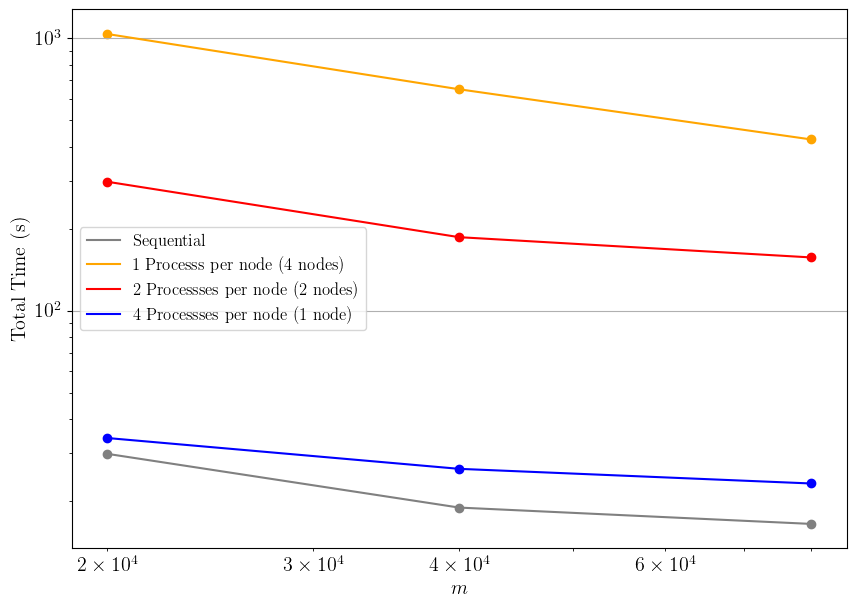 10³
10²
Total Time (s)
Sequential
1 Processs per node (4 nodes)
2 Processses per node (2 nodes)
4 Processses per node (1 node)
2 × 10⁴
3 × 10⁴
4 × 10⁴
6 × 10⁴
m